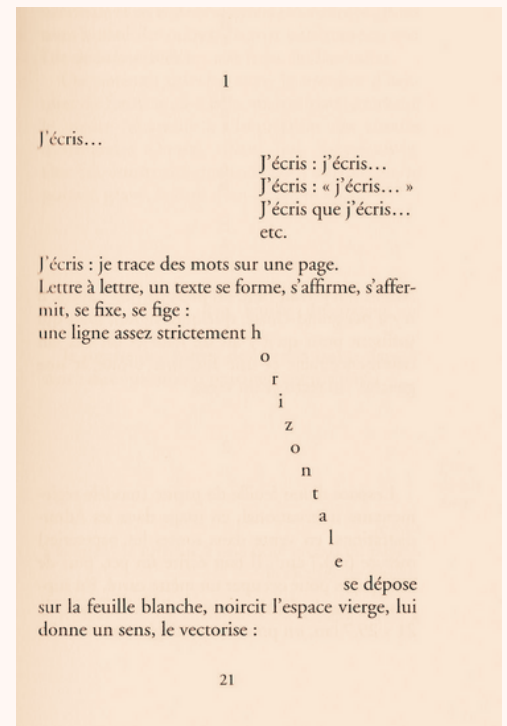 1
J’écris…
J’écris : j’écris…
J’écris : « j’écris… »
J’écris que j’écris…
etc.
J’écris : je trace des mots sur une page.
Lettre à lettre, un texte se forme, s’affirme, s’affer-
mit, se fixe, se fige :
une ligne assez strictement h
o
r
i
z
o
n
t
a
l
e
se dépose
sur la feuille blanche, noircit l’espace vierge, lui
donne un sens, le vectorise :
21